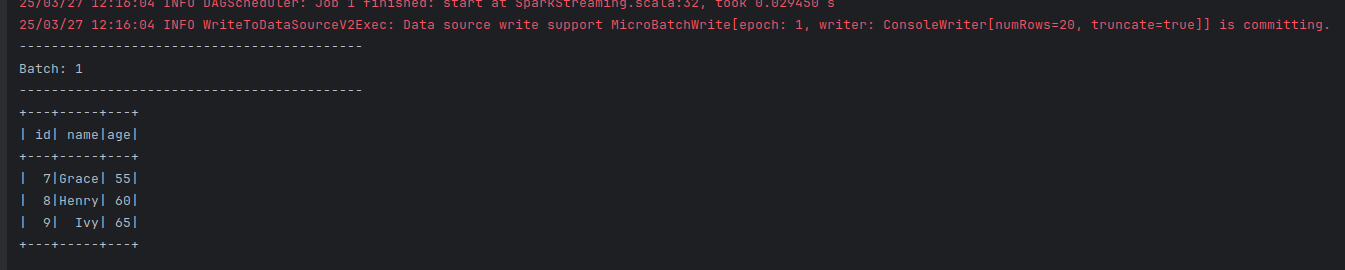 25/03/27 12:16:04 INFO DAGScheduler: Job 1 finished: start at SparkStreaming.scala:32, took 0.029450 s
25/03/27 12:16:04 INFO WriteToDataSourceV2Exec: Data source write support MicroBatchWrite[epoch: 1, writer: ConsoleWriter[numRows=20, truncate=true]] is committing.
-------------------------------------------
Batch: 1
-------------------------------------------
+---+-----+---+
| id| name|age|
+---+-----+---+
|  7|Grace| 55|
|  8|Henry| 60|
|  9|  Ivy| 65|
+---+-----+---+